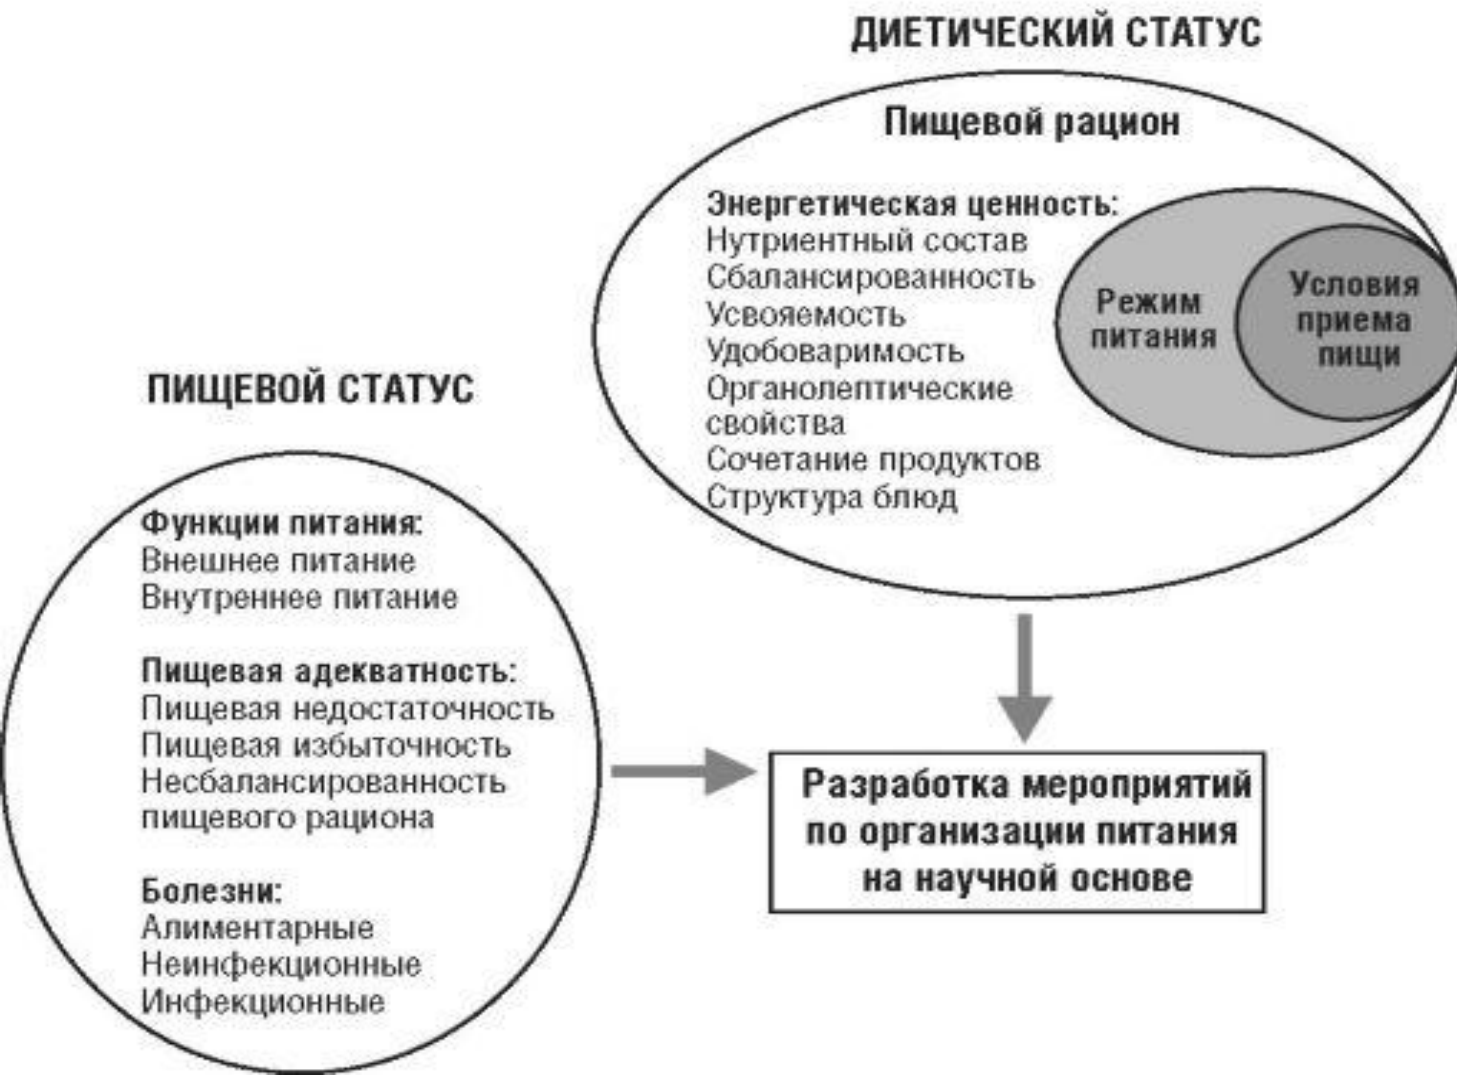 ДИЕТИЧЕСКИЙ СТАТУС
Пищевой рацион
Энергетическая ценность:
Нутриентный состав
Сбалансированность
Усвояемость
Удобоваримость
Органолептические
свойства
Сочетание продуктов
Структура блюд
Режим
питания
Условия
приема
пищи
ПИЩЕВОЙ СТАТУС
Функции питания:
Внешнее питание
Внутреннее питание
Пищевая адекватность:
Пищевая недостаточность
Пищевая избыточность
Несбалансированность
пищевого рациона
Болезни:
Алиментарные
Неинфекционные
Инфекционные
Разработка мероприятий
по организации питания
на научной основе